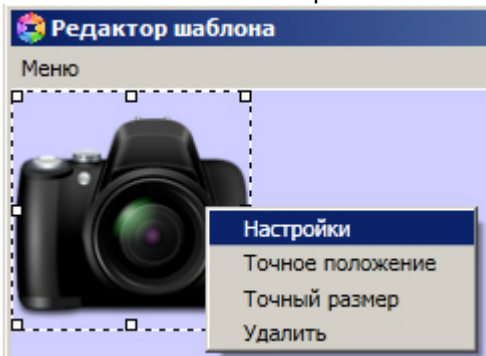 Редактор шаблона
Меню
Настройки
Точное положение
Точный размер
Удалить